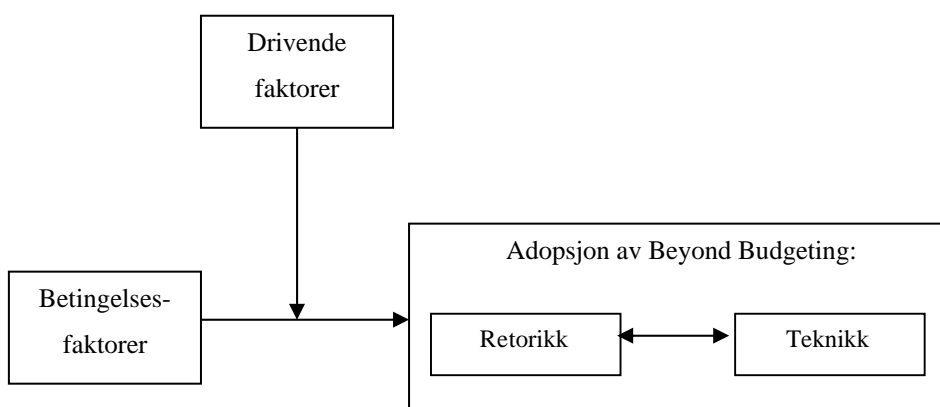 Drivende
faktorer
Adopsjon av Beyond Budgeting:
Betingelses-
faktorer
Retorikk
Teknikk